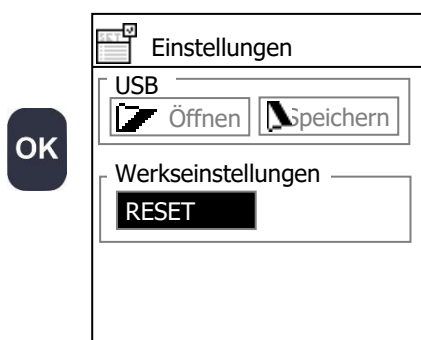 Einstellungen
USB
Öffnen Speichern
OK
Werkseinstellungen
RESET